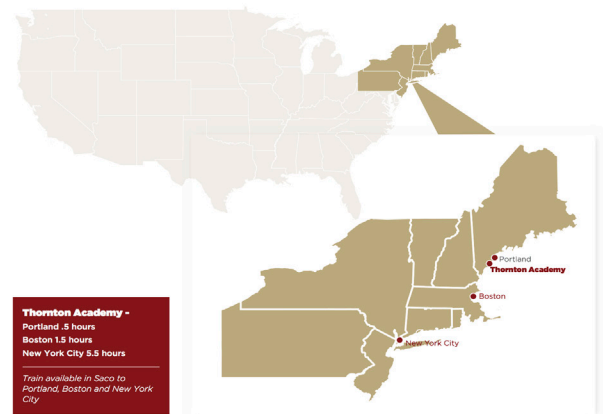 Portland
Thornton Academy
Boston
New York City
Thornton Academy –
Portland .5 hours
Boston 1.5 hours
New York City 5.5 hours
Train available in Saco to
Portland, Boston and New York
City